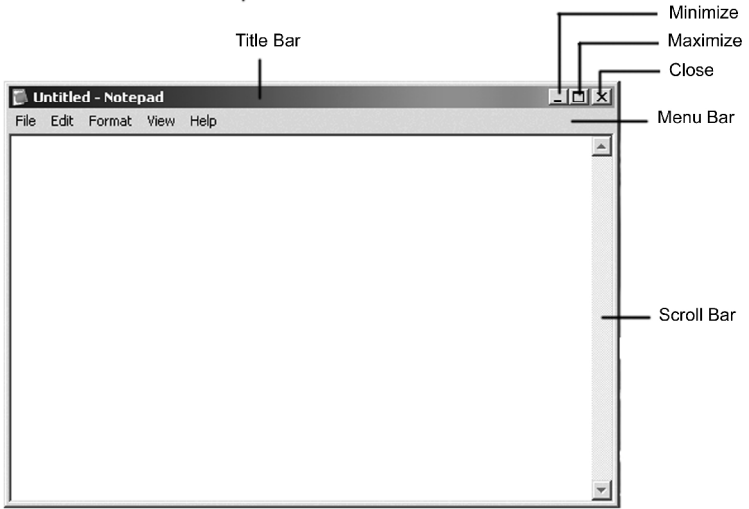 Minimize
Title Bar
Maximize
Close
Untitled - Notepad
File Edit Format View Help
Menu Bar
Scroll Bar